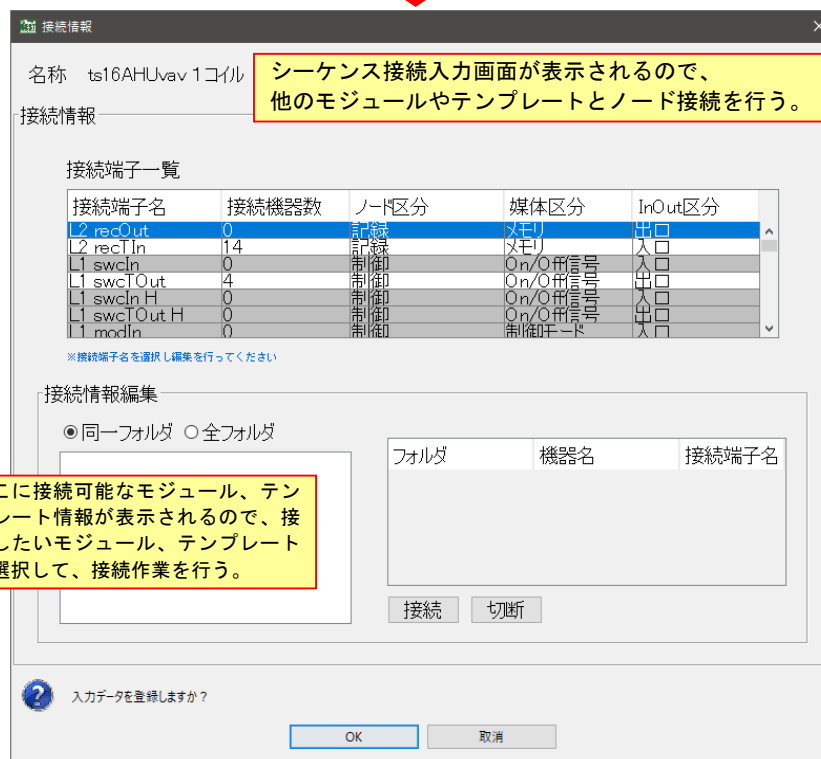 接続情報
名称 ts16AHUvav 1コイル
シーケンス接続入力画面が表示されるので、
他のモジュールやテンプレートとノード接続を行う。
接続情報
接続端子一覧
接続端子名 接続機器数 ノード区分 媒体区分 InOut区分
L2 recOut 0 記録 メモリ 出口
L2 recTIn 14 記録 メモリ 入口
L1 swcIn 0 制御 On/Off信号 入口
L1 swcTOut 4 制御 On/Off信号 出口
L1 swcIn H 0 制御 On/Off信号 入口
L1 swcTOut H 0 制御 On/Off信号 出口
L1 modIn 0 制御 制御モード 入口
※接続端子名を選択し編集を行ってください
接続情報編集
同一フォルダ 全フォルダ
フォルダ 機器名 接続端子名
こに接続可能なモジュール、テン
レート情報が表示されるので、接
したいモジュール、テンプレート
選択して、接続作業を行う。
接続 切断
入力データを登録しますか？
OK 取消